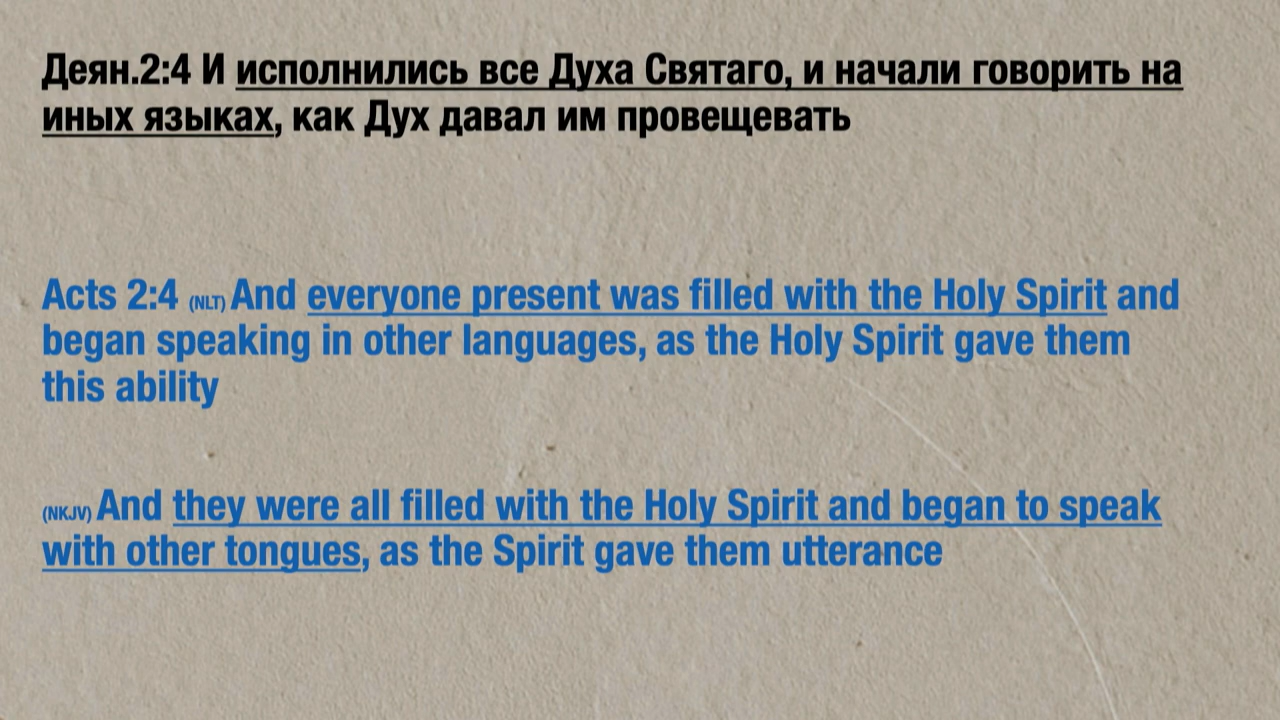 Деян.2:4 И исполнились все Духа Святаго, и начали говорить на
иных языках, как Дух давал им провещевать
Acts 2:4 (NLT) And everyone present was filled with the Holy Spirit and
began speaking in other languages, as the Holy Spirit gave them
this ability
(NKJV) And they were all filled with the Holy Spirit and began to speak
with other tongues, as the Spirit gave them utterance